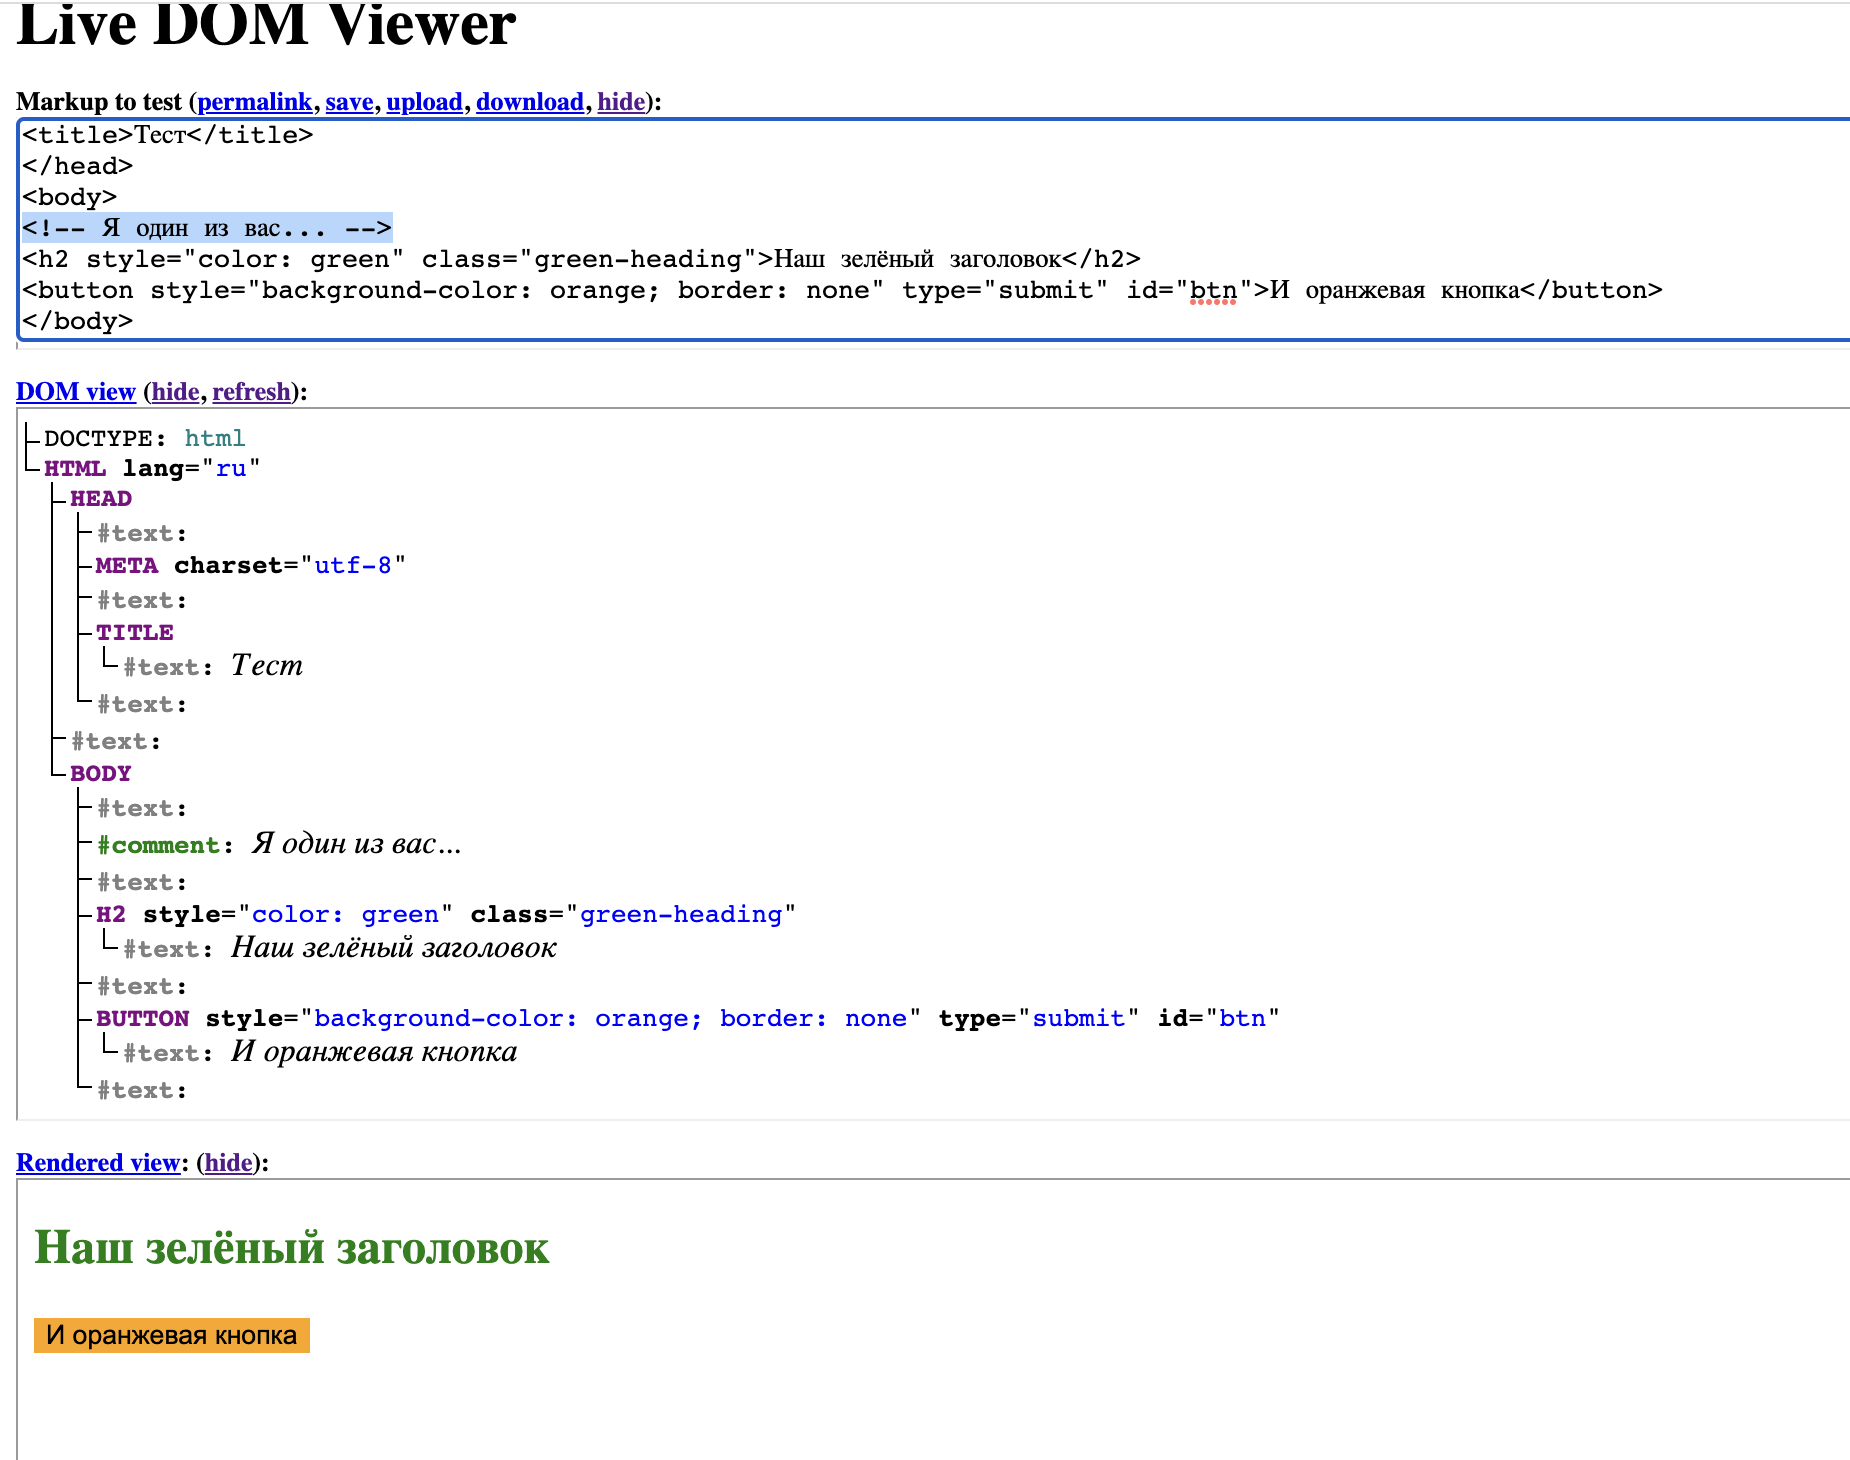 Live DOM Viewer
Markup to test (permalink, save, upload, download, hide):
<title>Тест</title>
</head>
<body>
<!-- Я один из вас... -->
<h2 style="color: green" class="green-heading">Наш зелёный заголовок</h2>
<button style="background-color: orange; border: none" type="submit" id="btn">И оранжевая кнопка</button>
</body>
DOM view (hide, refresh):
DOCTYPE: html
HTML lang="ru"
HEAD
#text:
META charset="utf-8"
#text:
TITLE
#text: Тест
#text:
#text:
BODY
#text:
#comment: Я один из вас...
#text:
H2 style="color: green" class="green-heading"
#text: Наш зелёный заголовок
#text:
BUTTON style="background-color: orange; border: none" type="submit" id="btn"
#text: И оранжевая кнопка
#text:
Rendered view: (hide):
Наш зелёный заголовок
И оранжевая кнопка